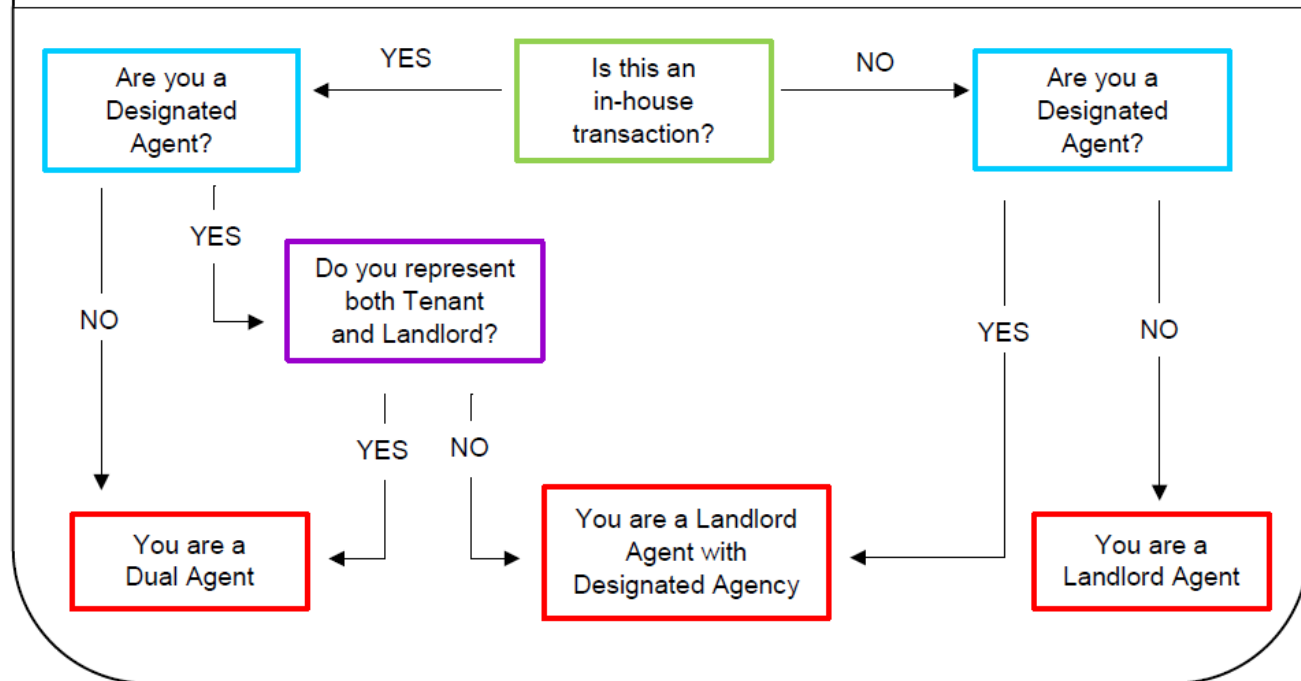 Are you a
Designated
Agent?
YES
Is this an
in-house
transaction?
NO
Are you a
Designated
Agent?
YES
Do you represent
both Tenant
and Landlord?
NO
YES
NO
YES
NO
You are a
Dual Agent
You are a Landlord
Agent with
Designated Agency
You are a
Landlord Agent